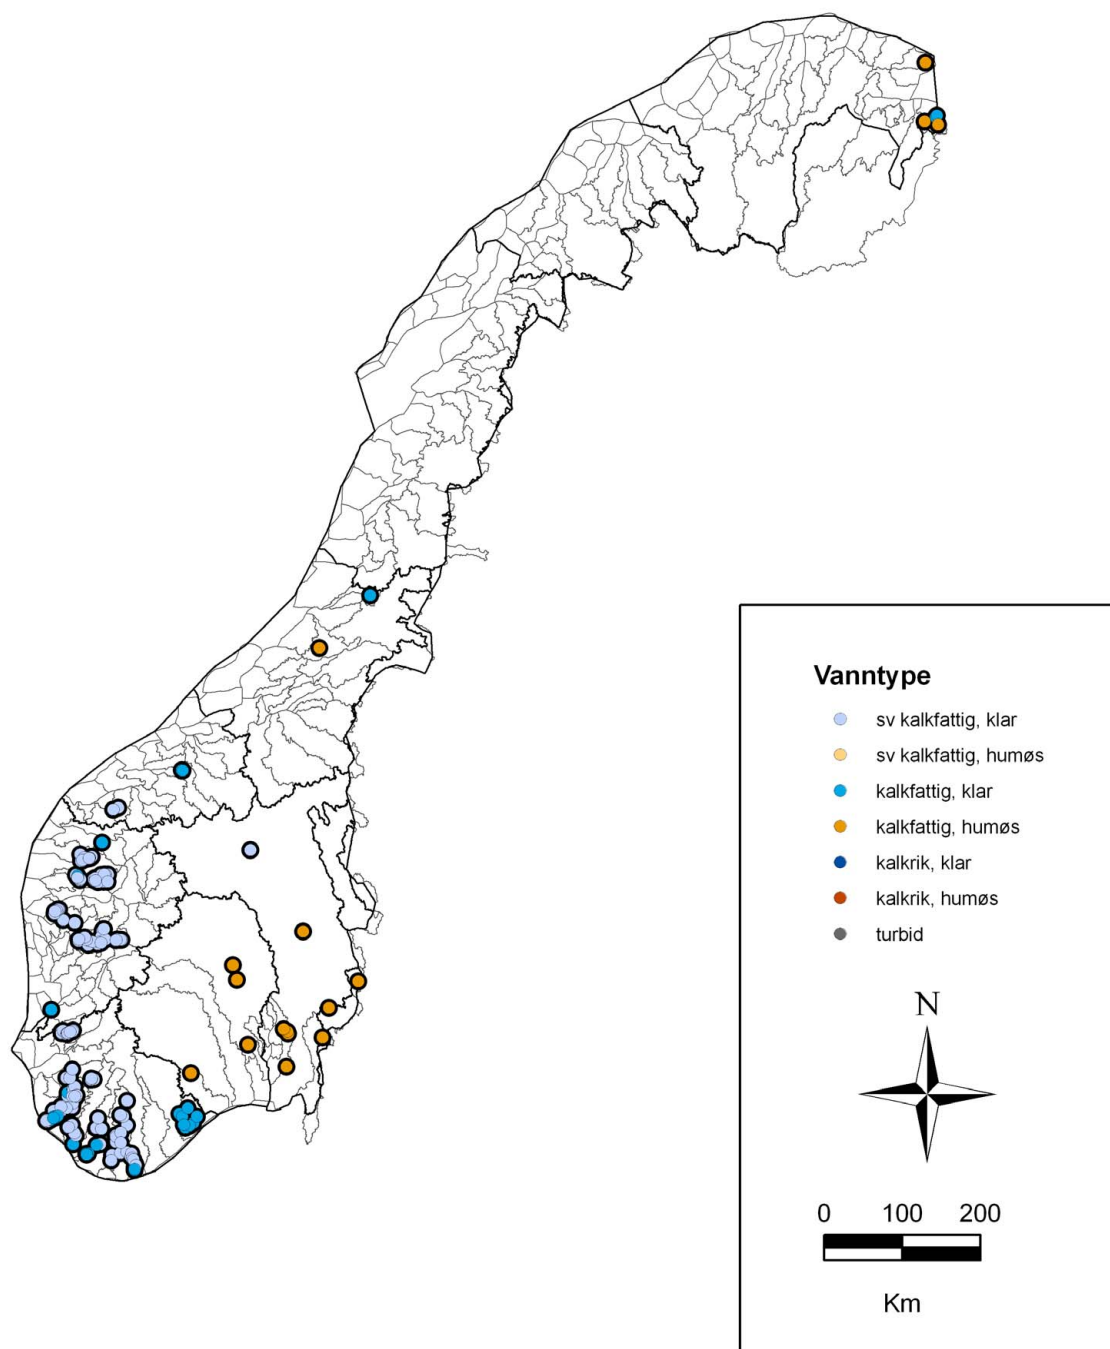 Vanntype
sv kalkfattig, klar
sv kalkfattig, humøs
kalkfattig, klar
kalkfattig, humøs
kalkrik, klar
kalkrik, humøs
turbid
N
0 100 200
Km